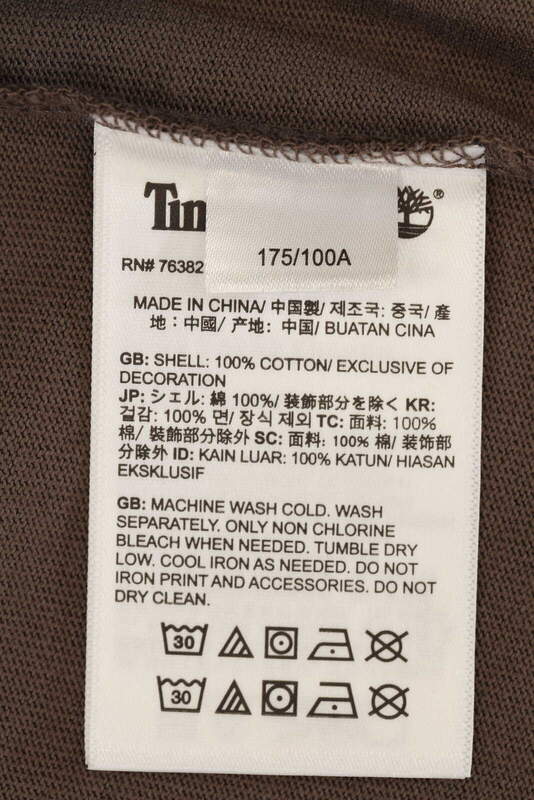 175/100A
RN# 76382
MADE IN CHINA/ 中国製/ 제조국: 중국/ 產
地：中國/ 产地：中国/ BUATAN CINA
GB: SHELL: 100% COTTON/ EXCLUSIVE OF
DECORATION
JP: シェル: 綿 100%/ 装飾部分を除く KR:
겉감: 100% 면/ 장식 제외 TC: 面料: 100%
棉/ 裝飾部分除外 SC: 面料: 100% 棉/ 装饰部
分除外 ID: KAIN LUAR: 100% KATUN/ HIASAN
EKSKLUSIF
GB: MACHINE WASH COLD. WASH
SEPARATELY. ONLY NON CHLORINE
BLEACH WHEN NEEDED. TUMBLE DRY
LOW. COOL IRON AS NEEDED. DO NOT
IRON PRINT AND ACCESSORIES. DO NOT
DRY CLEAN.
30
30